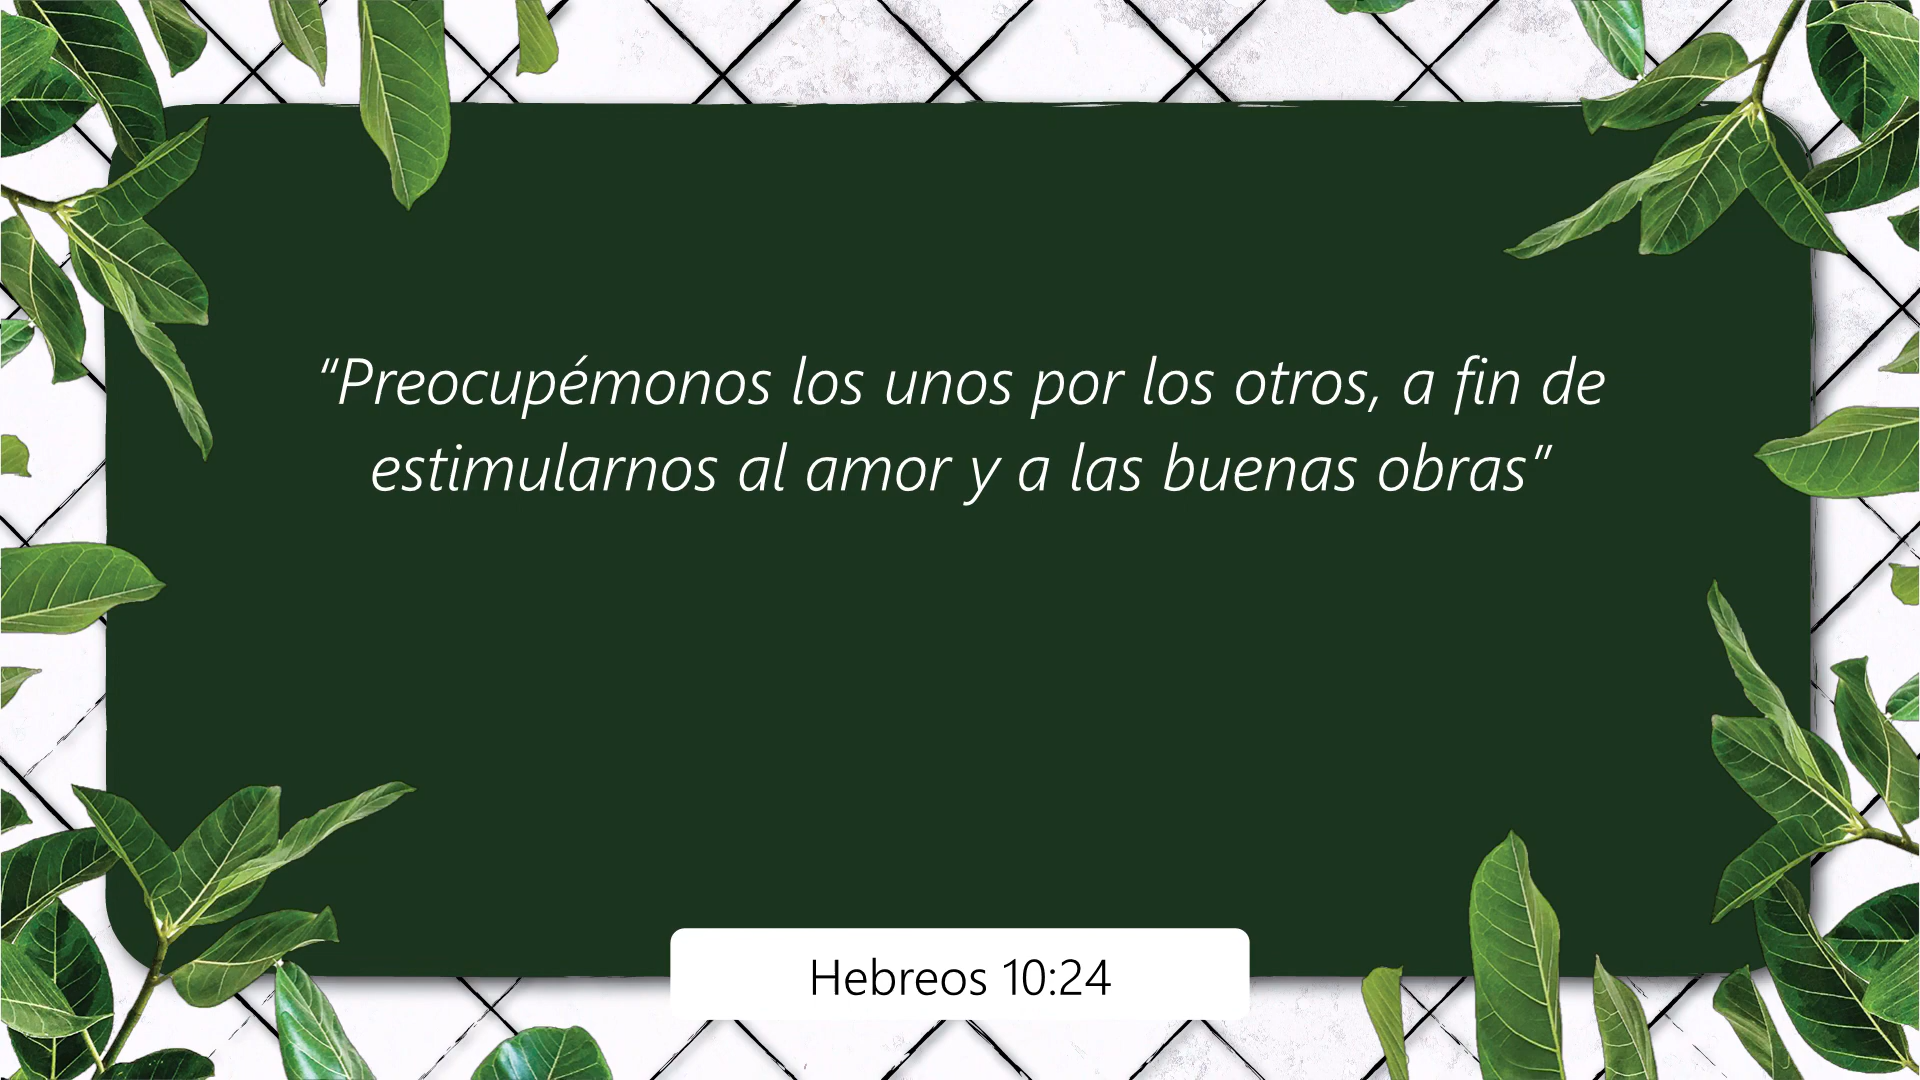 “Preocupémonos los unos por los otros, a fin de
estimularnos al amor y a las buenas obras”
Hebreos 10:24